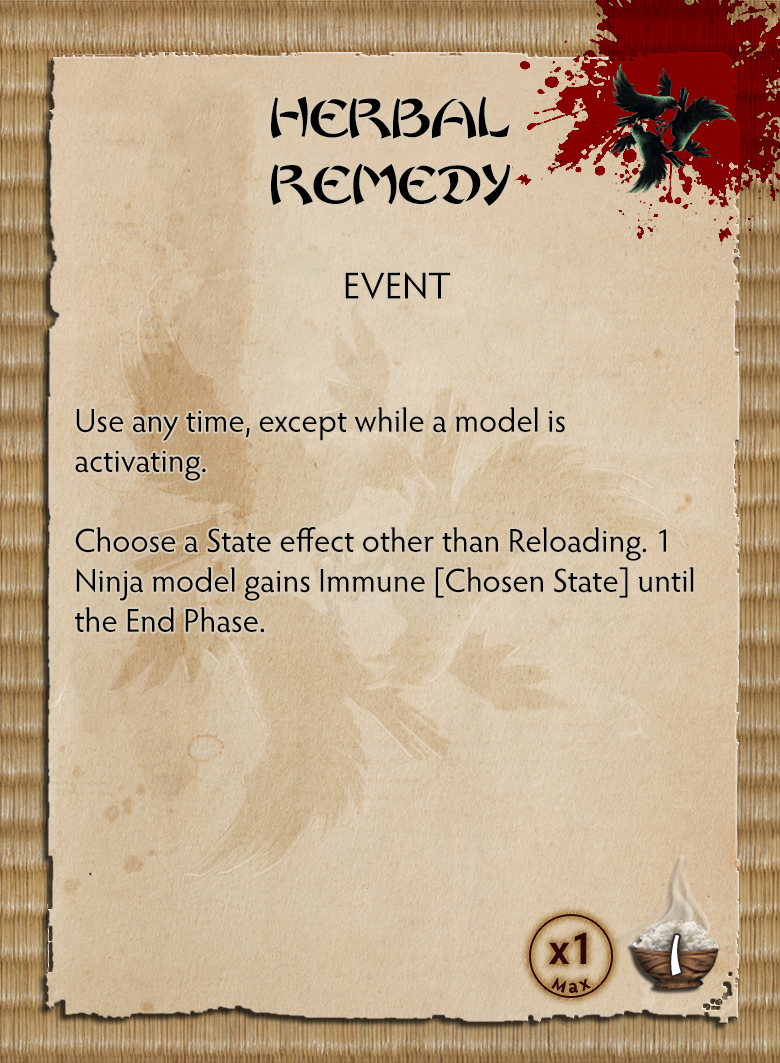 HERBAL
REMEDY
EVENT
Use any time, except while a model is
activating.
Choose a State effect other than Reloading. 1
Ninja model gains Immune [Chosen State] until
the End Phase.
x1
Max
1